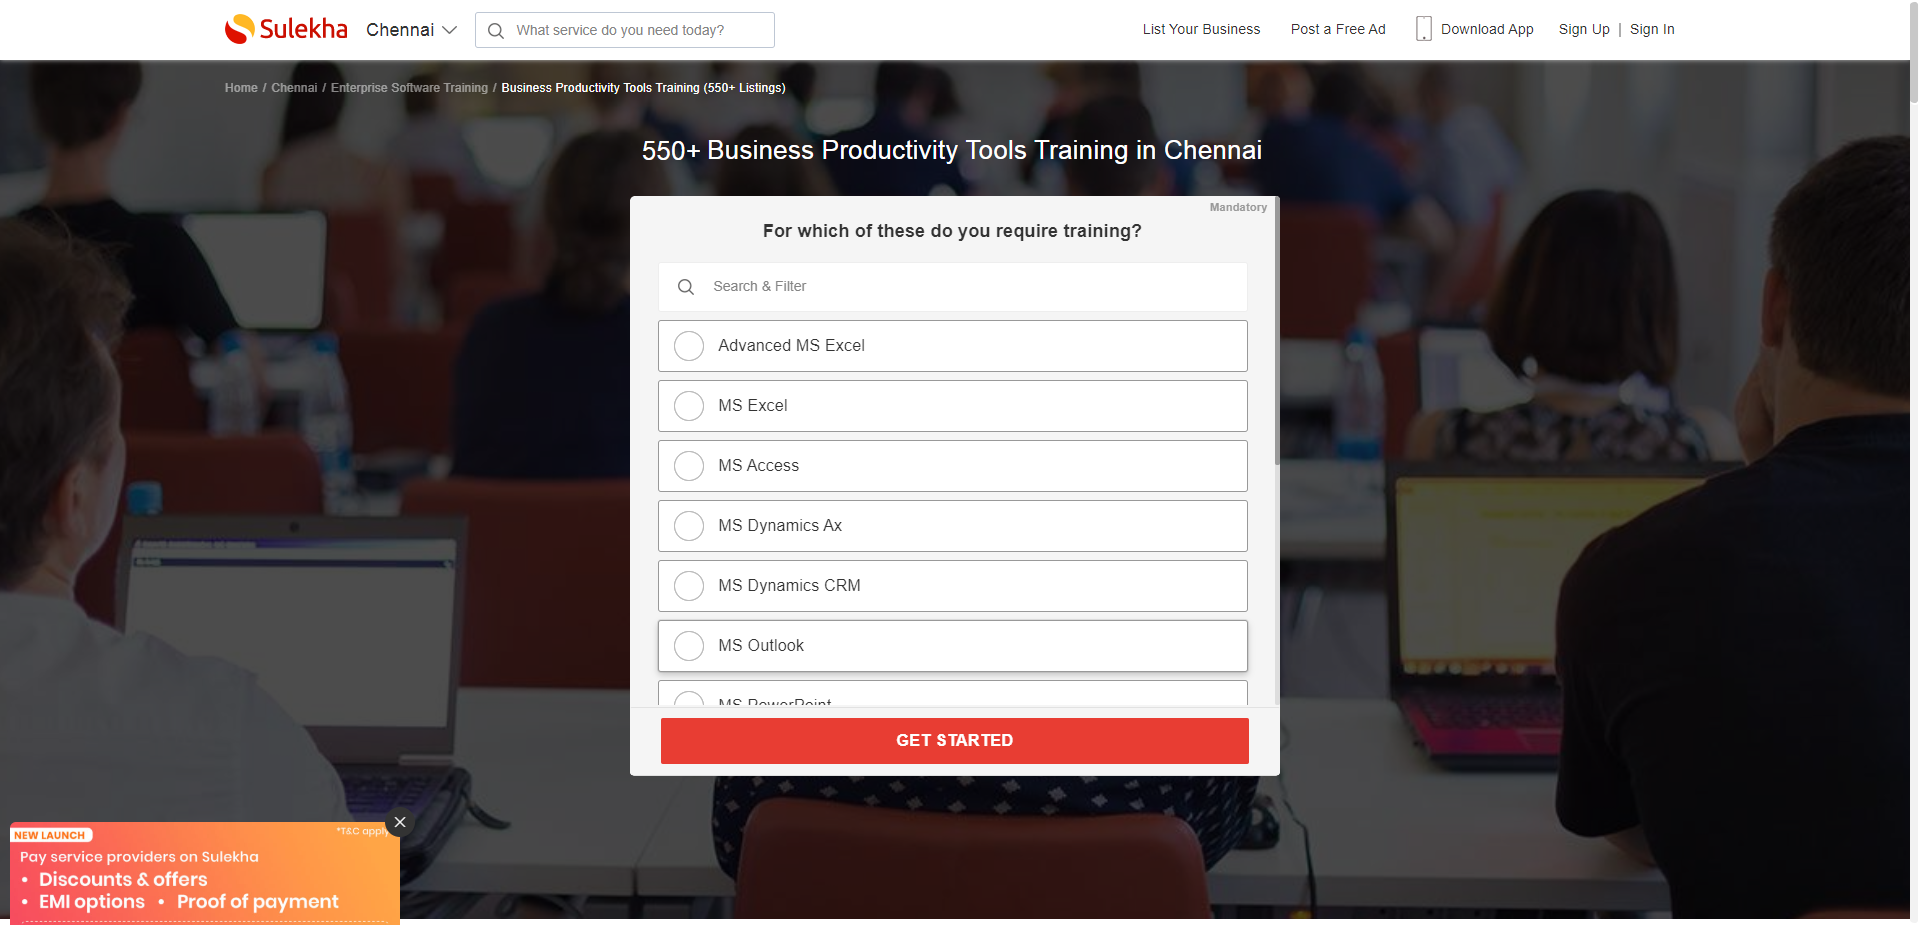 Sulekha
Chennai
What service do you need today?
List Your Business
Post a Free Ad
Download App
Sign Up | Sign In
Home / Chennai / Enterprise Software Training / Business Productivity Tools Training (550+ Listings)
550+ Business Productivity Tools Training in Chennai
Mandatory
For which of these do you require training?
Search & Filter
Advanced MS Excel
MS Excel
MS Access
MS Dynamics Ax
MS Dynamics CRM
MS Outlook
MS PowerPoint
GET STARTED
NEW LAUNCH
*T&C apply
Pay service providers on Sulekha
• Discounts & offers
• EMI options • Proof of payment